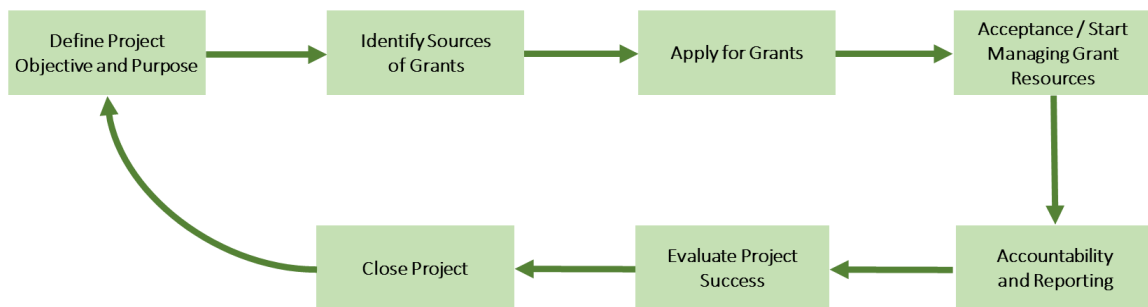 Define Project
Objective and Purpose
Identify Sources
of Grants
Apply for Grants
Acceptance / Start
Managing Grant
Resources
Close Project
Evaluate Project
Success
Accountability
and Reporting